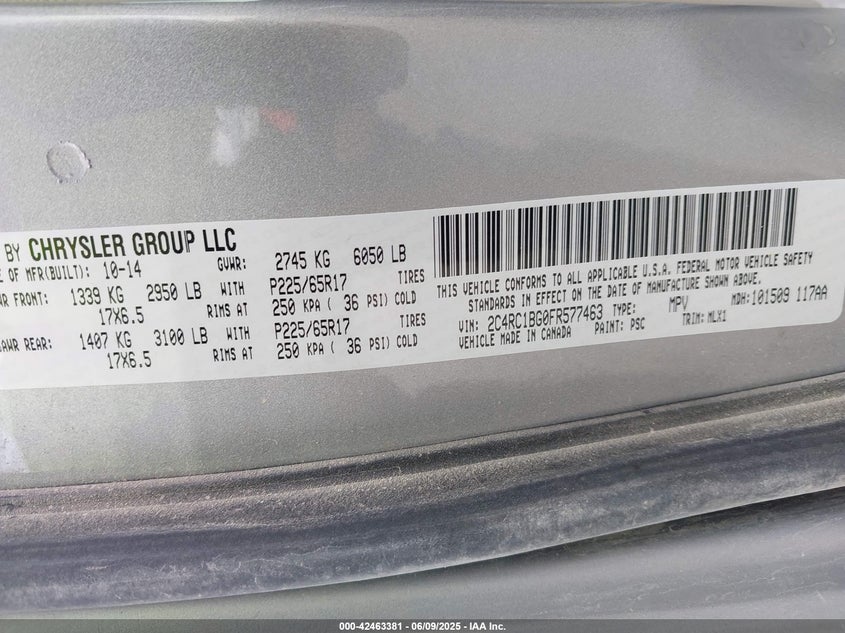 BY CHRYSLER GROUP LLC
OF MFR(BUILT): 10-14 GVWR: 2745 KG 6050 LB
FRONT: 1339 KG 2950 LB WITH P225/65R17 TIRES
17X6.5 RIMS AT 250 KPA ( 36 PSI) COLD
GAWR REAR: 1407 KG 3100 LB WITH P225/65R17 TIRES
17X6.5 RIMS AT 250 KPA ( 36 PSI) COLD
THIS VEHICLE CONFORMS TO ALL APPLICABLE U.S.A. FEDERAL MOTOR VEHICLE SAFETY
STANDARDS IN EFFECT ON THE DATE OF MANUFACTURE SHOWN ABOVE.
VIN: 2C4RC1BG0FR577463 TYPE: MPV MDH: 101509 117AA
VEHICLE MADE IN CANADA PAINT: PSC TRIM: MLX1
000-42463381 | 06/09/2025 - IAA Inc.